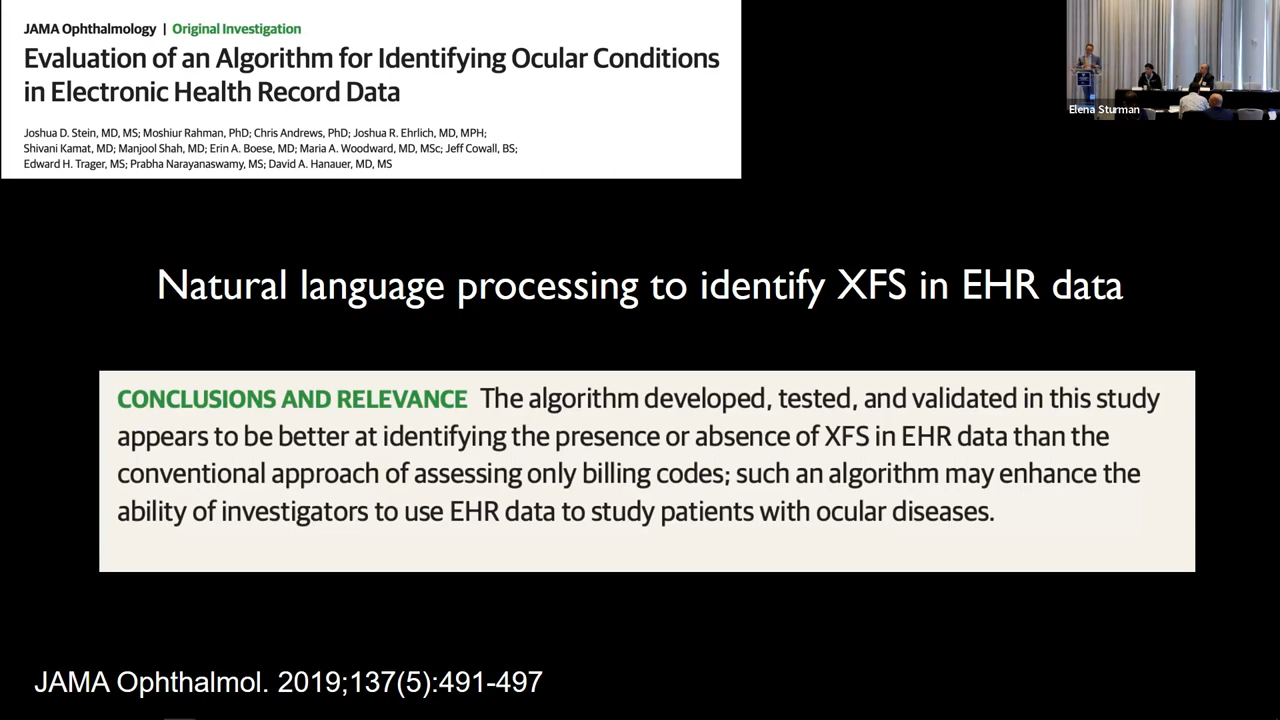 JAMA Ophthalmology | Original Investigation
Evaluation of an Algorithm for Identifying Ocular Conditions
in Electronic Health Record Data
Joshua D. Stein, MD, MS; Moshiur Rahman, PhD; Chris Andrews, PhD; Joshua R. Ehrlich, MD, MPH;
Shivani Kamat, MD; Manjool Shah, MD; Erin A. Boese, MD; Maria A. Woodward, MD, MSc; Jeff Cowall, BS;
Edward H. Trager, MS; Prabha Narayanaswamy, MS; David A. Hanauer, MD, MS
Elena Sturman
Natural language processing to identify XFS in EHR data
CONCLUSIONS AND RELEVANCE The algorithm developed, tested, and validated in this study
appears to be better at identifying the presence or absence of XFS in EHR data than the
conventional approach of assessing only billing codes; such an algorithm may enhance the
ability of investigators to use EHR data to study patients with ocular diseases.
JAMA Ophthalmol. 2019;137(5):491-497